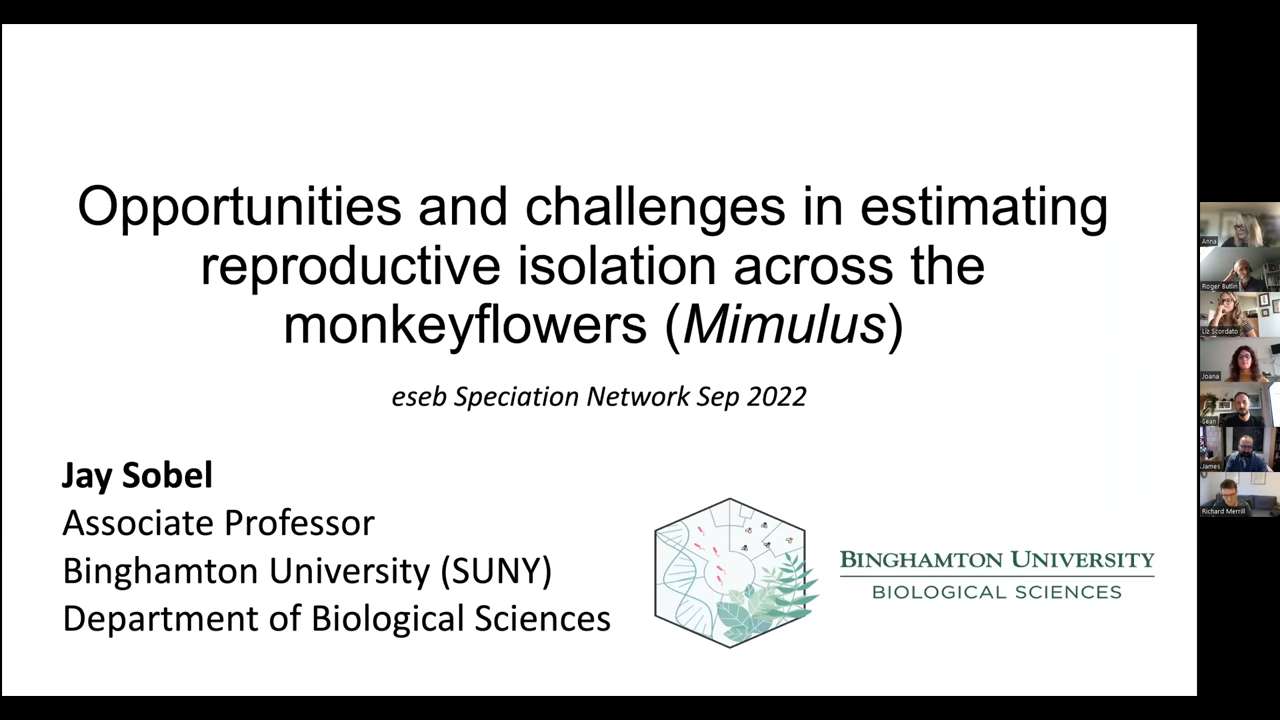 Opportunities and challenges in estimating
reproductive isolation across the
monkeyflowers (Mimulus)
eseb Speciation Network Sep 2022
Jay Sobel
Associate Professor
Binghamton University (SUNY)
Department of Biological Sciences
BINGHAMTON UNIVERSITY
BIOLOGICAL SCIENCES
Anna
Roger Butlin
Liz Scordato
Joana
Sean
James
Richard Merrill